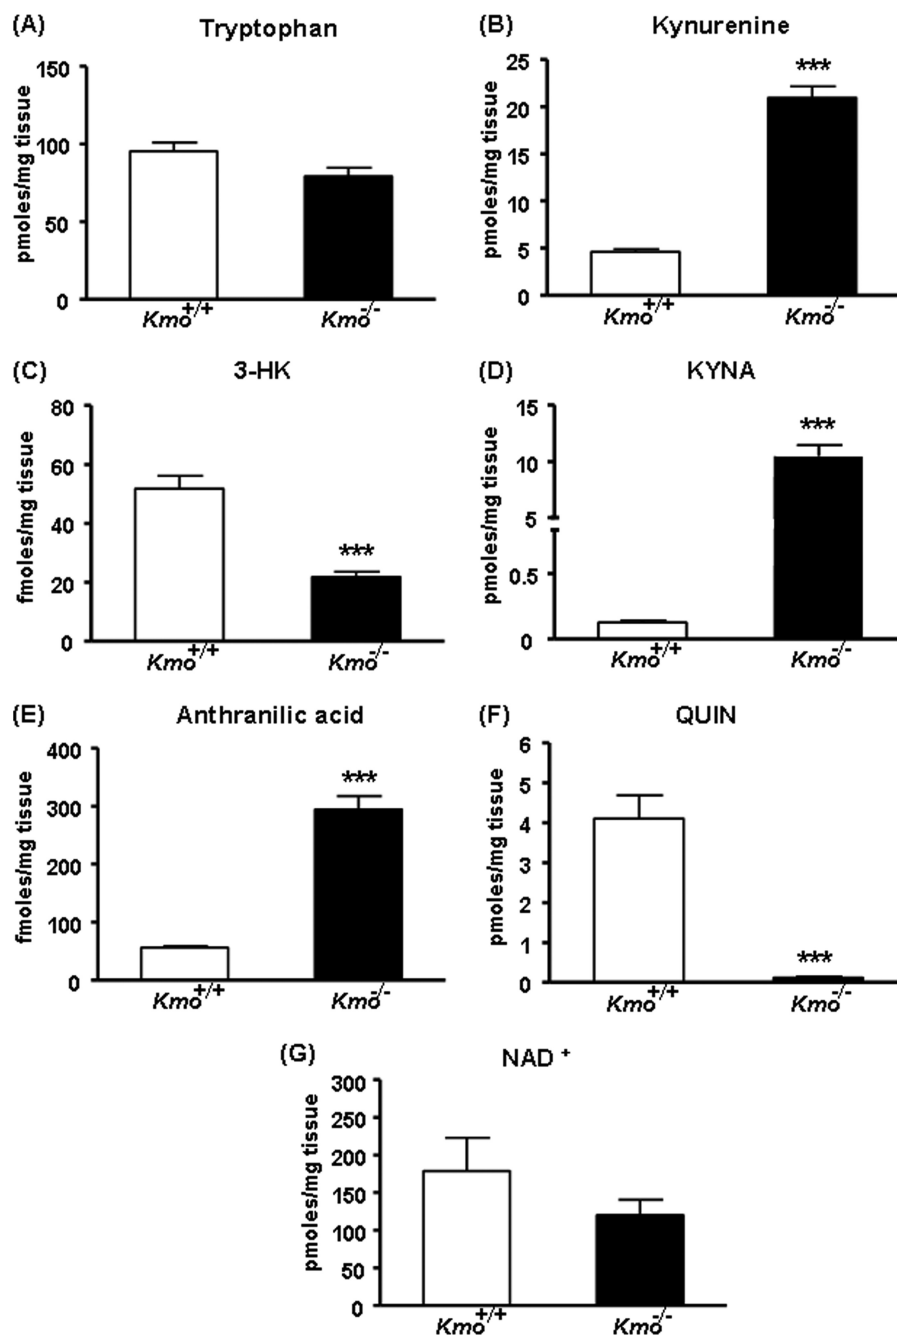 (A) Tryptophan
pmoles/mg tissue
150
100
50
0
Kmo+/+ Kmo-/-
(B) Kynurenine
pmoles/mg tissue
25
20
15
10
5
0
***
Kmo+/+ Kmo-/-
(C) 3-HK
fmoles/mg tissue
80
60
40
20
0
***
Kmo+/+ Kmo-/-
(D) KYNA
pmoles/mg tissue
15
10
5
0.5
0
***
Kmo+/+ Kmo-/-
(E) Anthranilic acid
fmoles/mg tissue
400
300
200
100
0
***
Kmo+/+ Kmo-/-
(F) QUIN
pmoles/mg tissue
6
5
4
3
2
1
0
***
Kmo+/+ Kmo-/-
(G) NAD +
pmoles/mg tissue
300
250
200
150
100
50
0
Kmo+/+ Kmo-/-